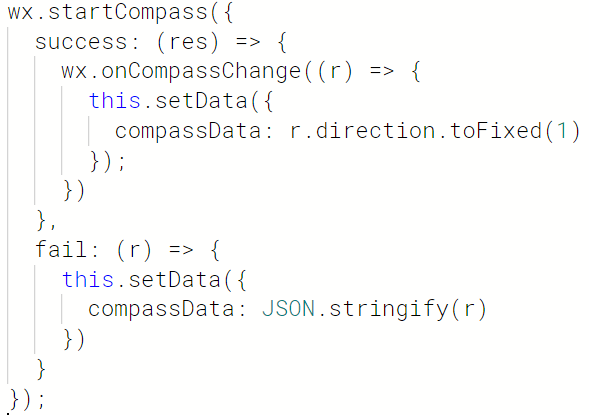 wx.startCompass({
  success: (res) => {
    wx.onCompassChange((r) => {
      this.setData({
        compassData: r.direction.toFixed(1)
      });
    })
  },
  fail: (r) => {
    this.setData({
      compassData: JSON.stringify(r)
    })
  }
});